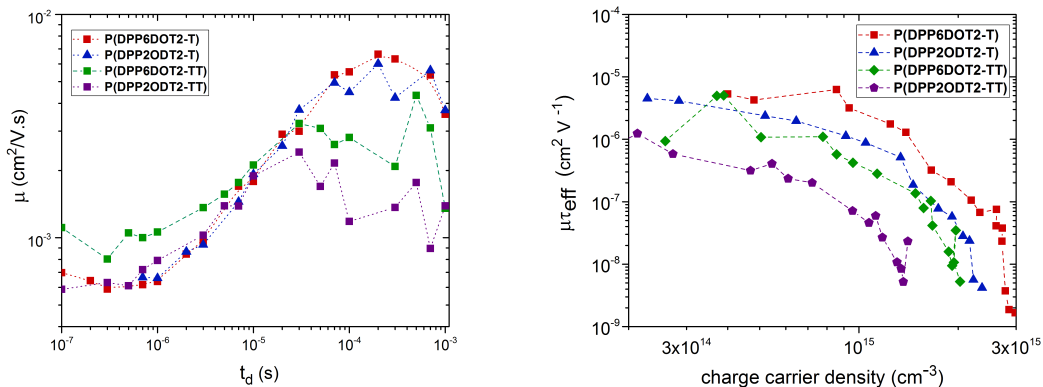 10⁻²
P(DPP6DOT2-T)
P(DPP2ODT2-T)
P(DPP6DOT2-TT)
P(DPP2ODT2-TT)
μ (cm²/V.s)
10⁻³
10⁻⁷
10⁻⁶
10⁻⁵
10⁻⁴
10⁻³
t_d (s)
P(DPP6DOT2-T)
P(DPP2ODT2-T)
P(DPP6DOT2-TT)
P(DPP2ODT2-TT)
10⁻⁴
10⁻⁵
10⁻⁶
10⁻⁷
10⁻⁸
10⁻⁹
μτeff (cm² V⁻¹)
3x10¹⁴
10¹⁵
3x10¹⁵
charge carrier density (cm⁻³)